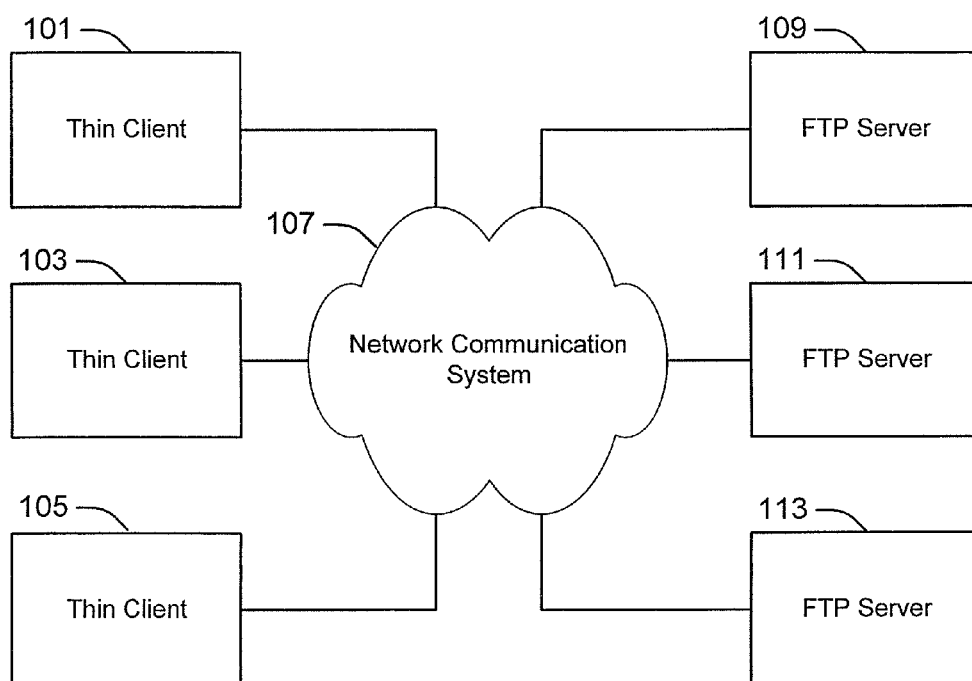 101
109
Thin Client
FTP Server
107
103
111
Thin Client
Network Communication
System
FTP Server
105
113
Thin Client
FTP Server